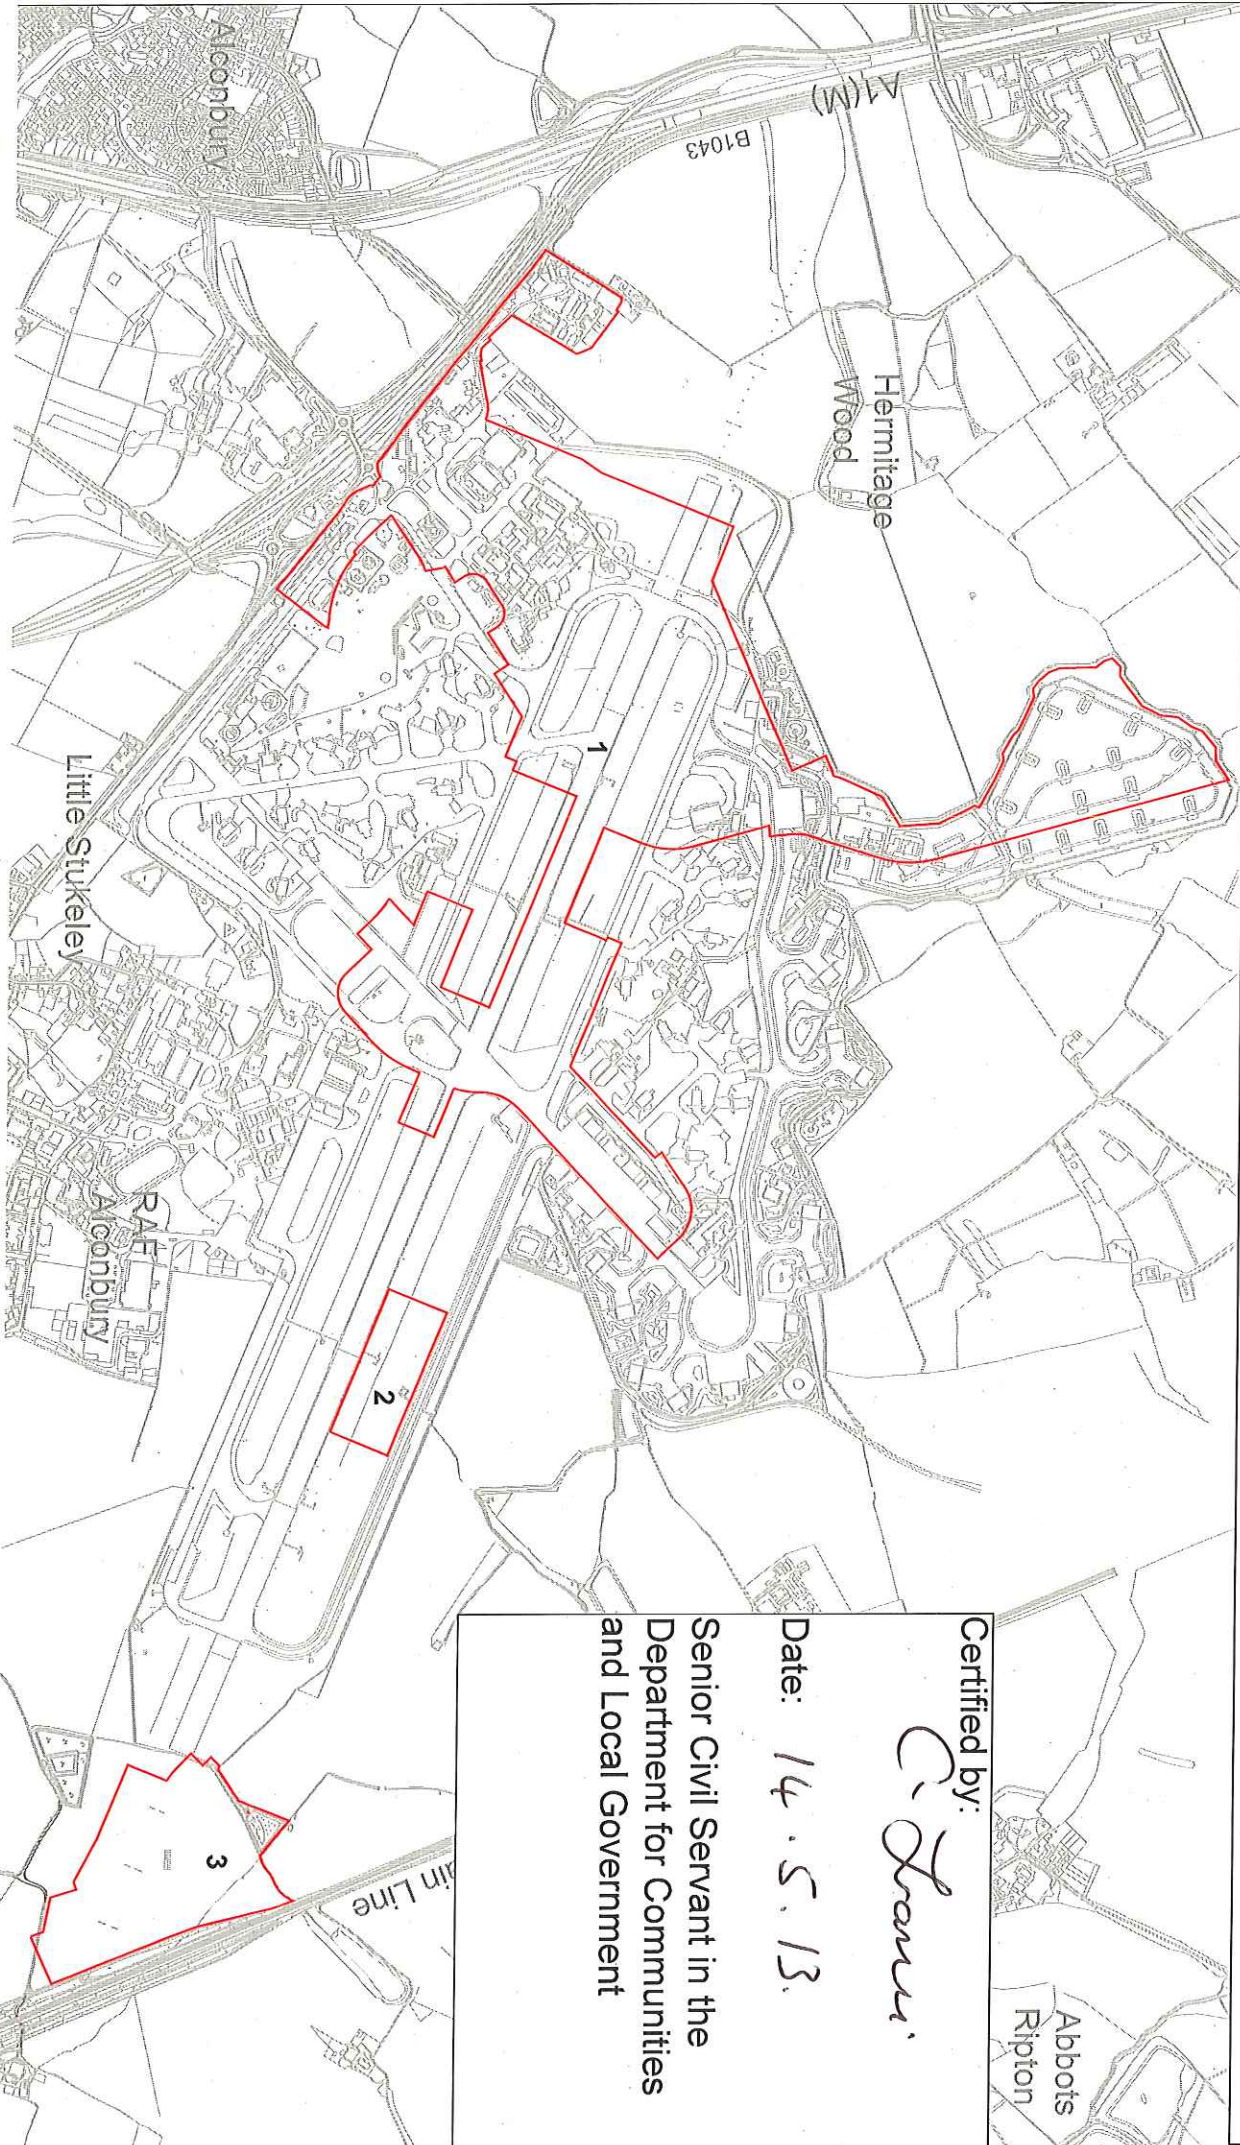 Alconbury
A1(M)
B1043
Hermitage
Wood
1
Little Stukeley
RAF
Alconbury
2
3
ain Line
Abbots
Ripton
Certified by:
Date: 14.5.13.
Senior Civil Servant in the
Department for Communities
and Local Government